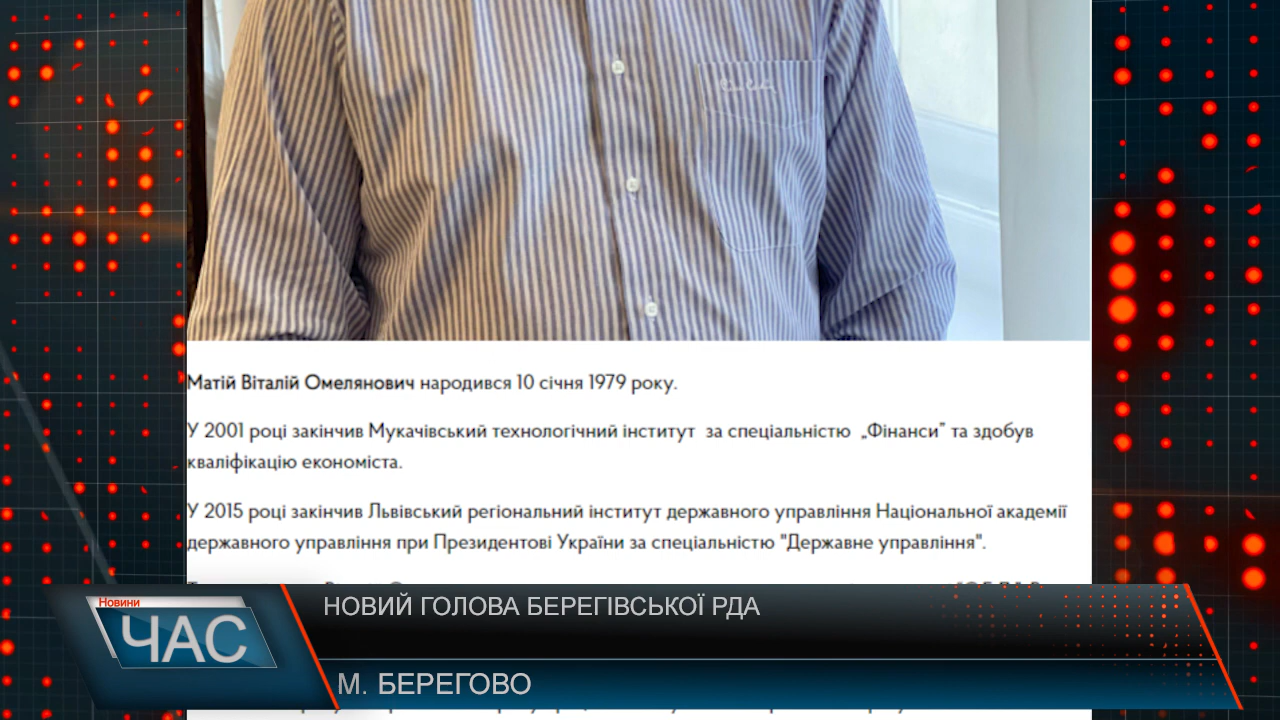 Матій Віталій Омелянович народився 10 січня 1979 року.
У 2001 році закінчив Мукачівський технологічний інститут за спеціальністю „Фінанси” та здобув
кваліфікацію економіста.
У 2015 році закінчив Львівський регіональний інститут державного управління Національної академії
державного управління при Президентові України за спеціальністю "Державне управління".
Новини
ЧАС
НОВИЙ ГОЛОВА БЕРЕГІВСЬКОЇ РДА
М. БЕРЕГОВО